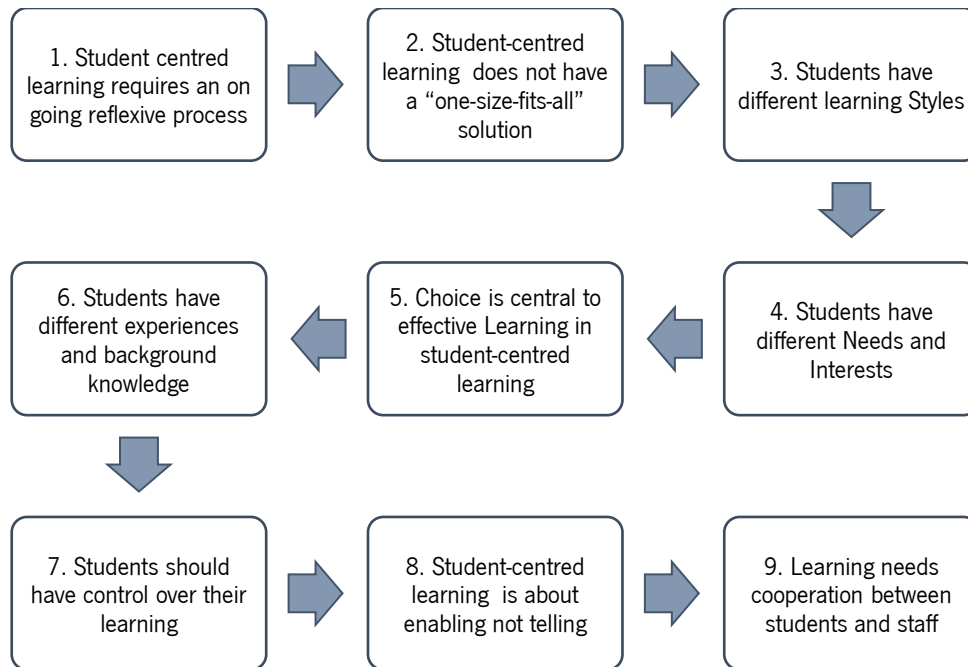 1. Student centred
learning requires an on
going reflexive process
2. Student-centred
learning does not have
a “one-size-fits-all”
solution
3. Students have
different learning Styles
4. Students have
different Needs and
Interests
5. Choice is central to
effective Learning in
student-centred
learning
6. Students have
different experiences
and background
knowledge
7. Students should
have control over their
learning
8. Student-centred
learning is about
enabling not telling
9. Learning needs
cooperation between
students and staff